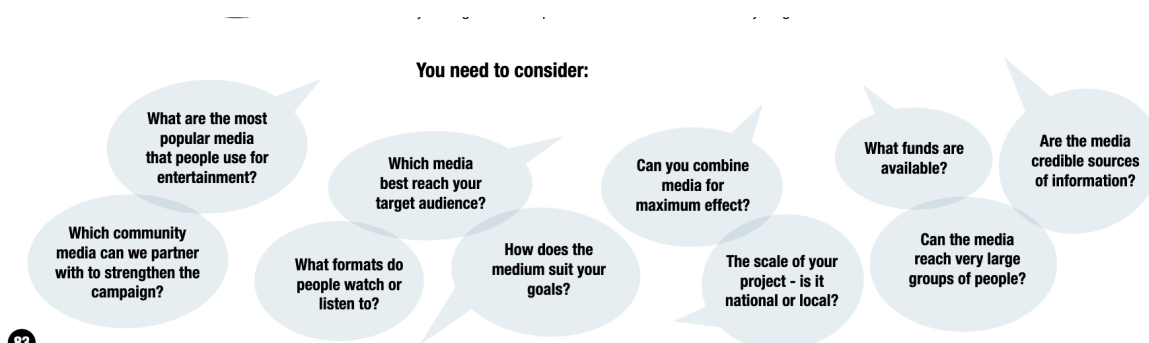 You need to consider:
What are the most
popular media
that people use for
entertainment?
Which community
media can we partner
with to strengthen the
campaign?
Which media
best reach your
target audience?
What formats do
people watch or
listen to?
How does the
medium suit your
goals?
Can you combine
media for
maximum effect?
The scale of your
project - is it
national or local?
What funds are
available?
Can the media
reach very large
groups of people?
Are the media
credible sources
of information?